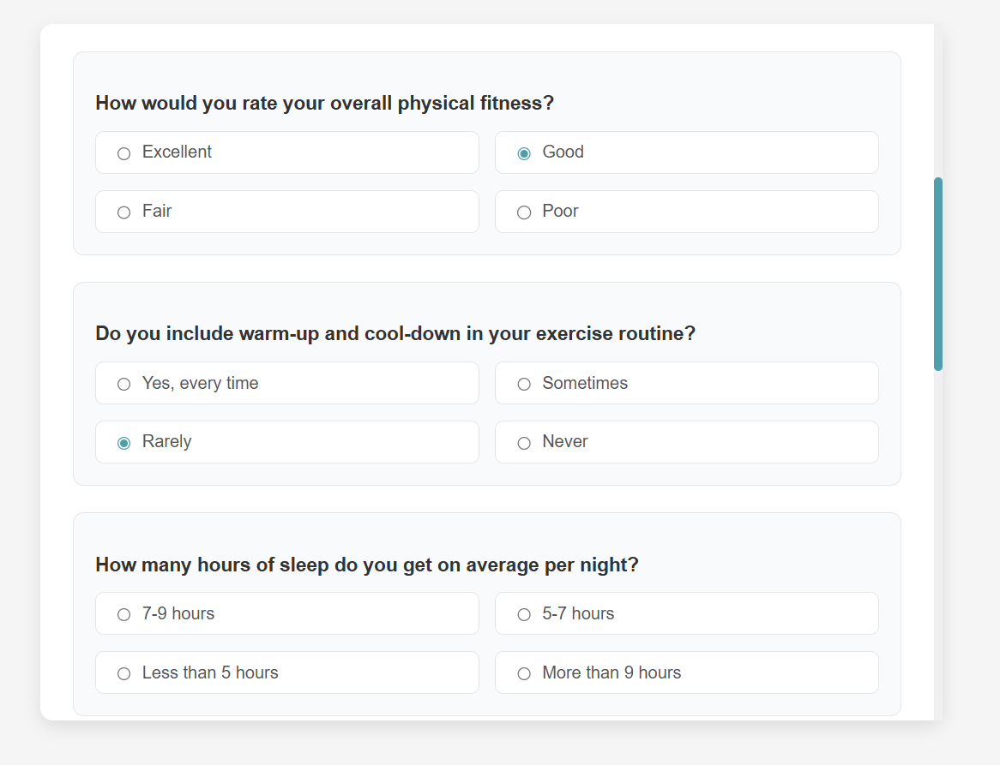 How would you rate your overall physical fitness?
Excellent
Good
Fair
Poor
Do you include warm-up and cool-down in your exercise routine?
Yes, every time
Sometimes
Rarely
Never
How many hours of sleep do you get on average per night?
7-9 hours
5-7 hours
Less than 5 hours
More than 9 hours